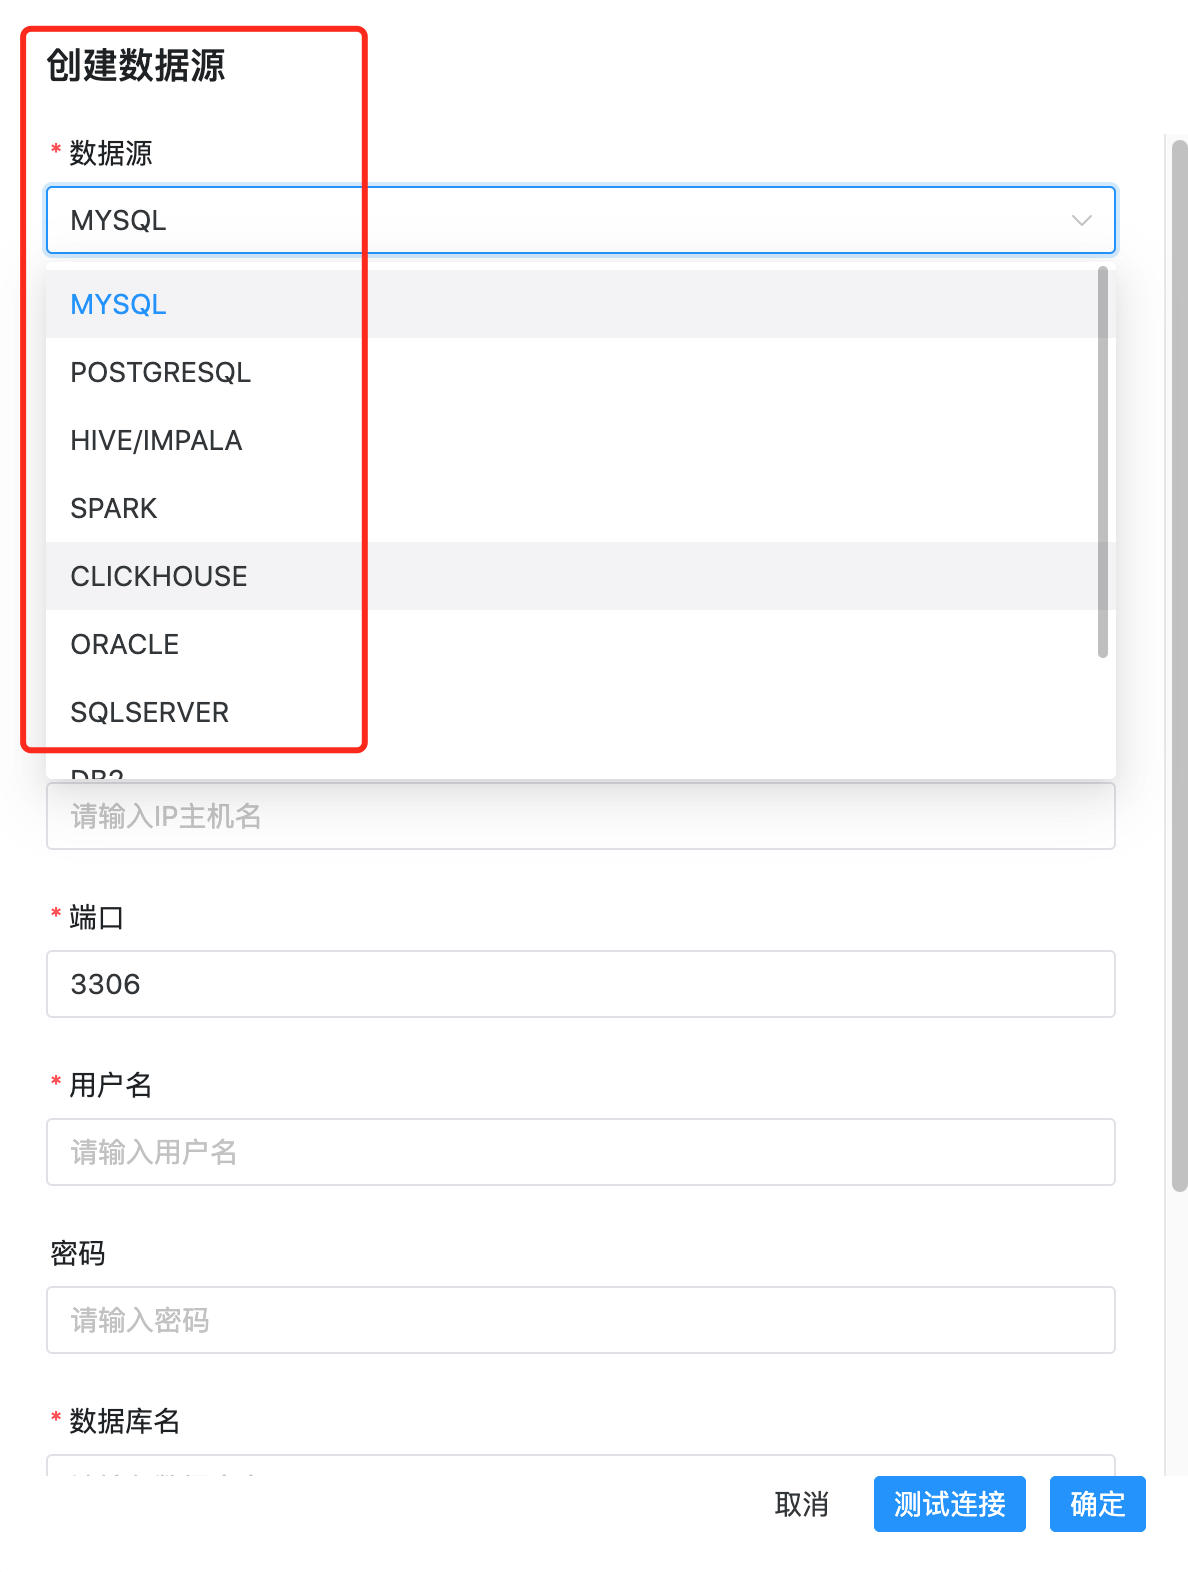 创建数据源
* 数据源
MYSQL
MYSQL
POSTGRESQL
HIVE/IMPALA
SPARK
CLICKHOUSE
ORACLE
SQLSERVER
DB2
请输入IP主机名
* 端口
3306
* 用户名
请输入用户名
密码
请输入密码
* 数据库名
取消
测试连接
确定